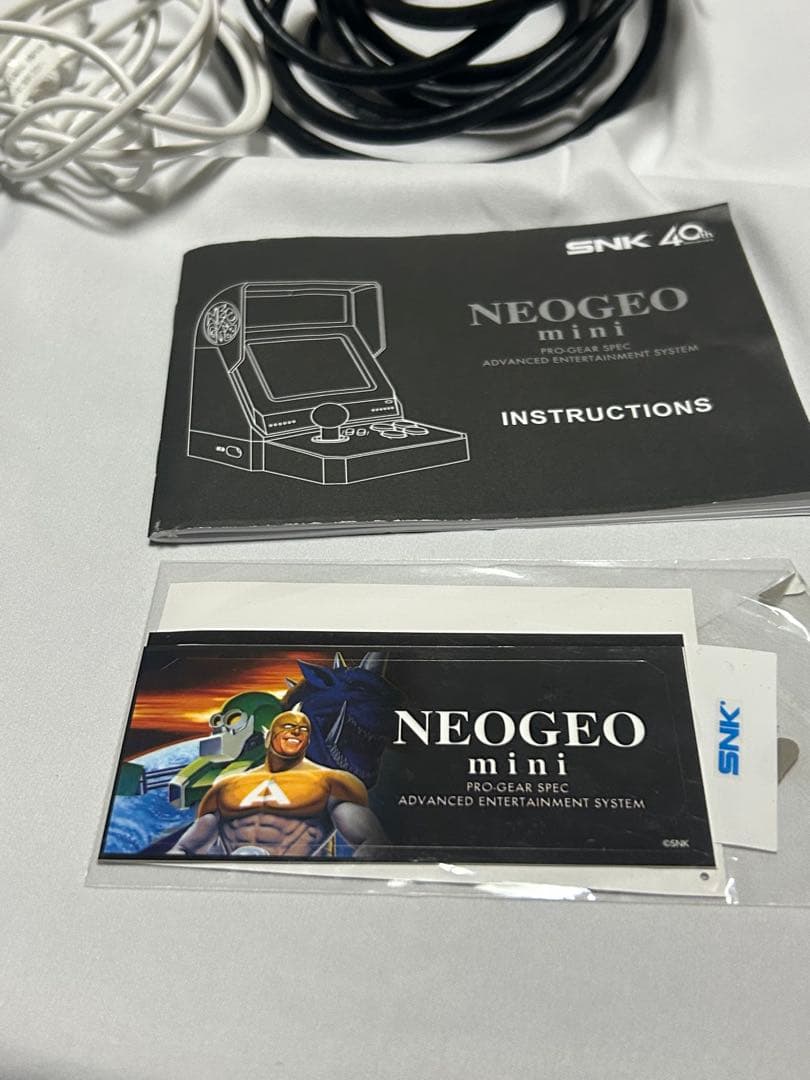 SNK 40th
NEOGEO
mini
PRO-GEAR SPEC
ADVANCED ENTERTAINMENT SYSTEM
INSTRUCTIONS
A
NEOGEO
mini
PRO-GEAR SPEC
ADVANCED ENTERTAINMENT SYSTEM
©SNK
SNK